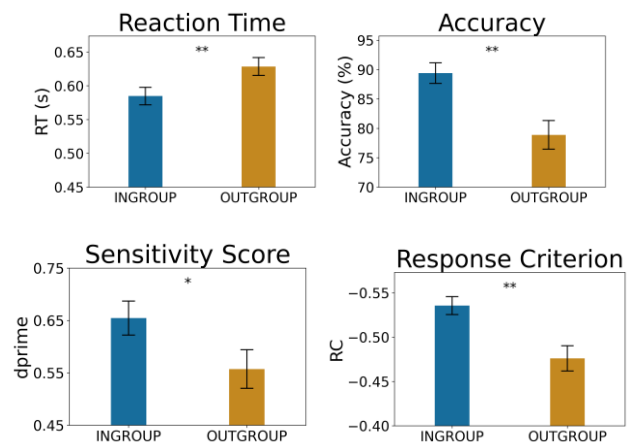 Reaction Time
**
RT (s)
0.65
0.60
0.55
0.50
0.45
INGROUP OUTGROUP
Accuracy
**
Accuracy (%)
95
90
85
80
75
70
INGROUP OUTGROUP
Sensitivity Score
*
dprime
0.75
0.65
0.55
0.45
INGROUP OUTGROUP
Response Criterion
**
RC
−0.55
−0.50
−0.45
−0.40
INGROUP OUTGROUP